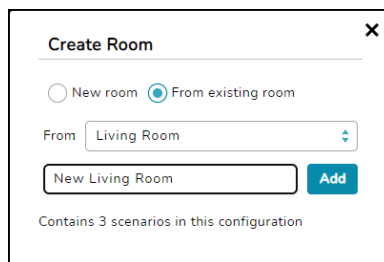 Create Room
New room From existing room
From Living Room
New Living Room Add
Contains 3 scenarios in this configuration